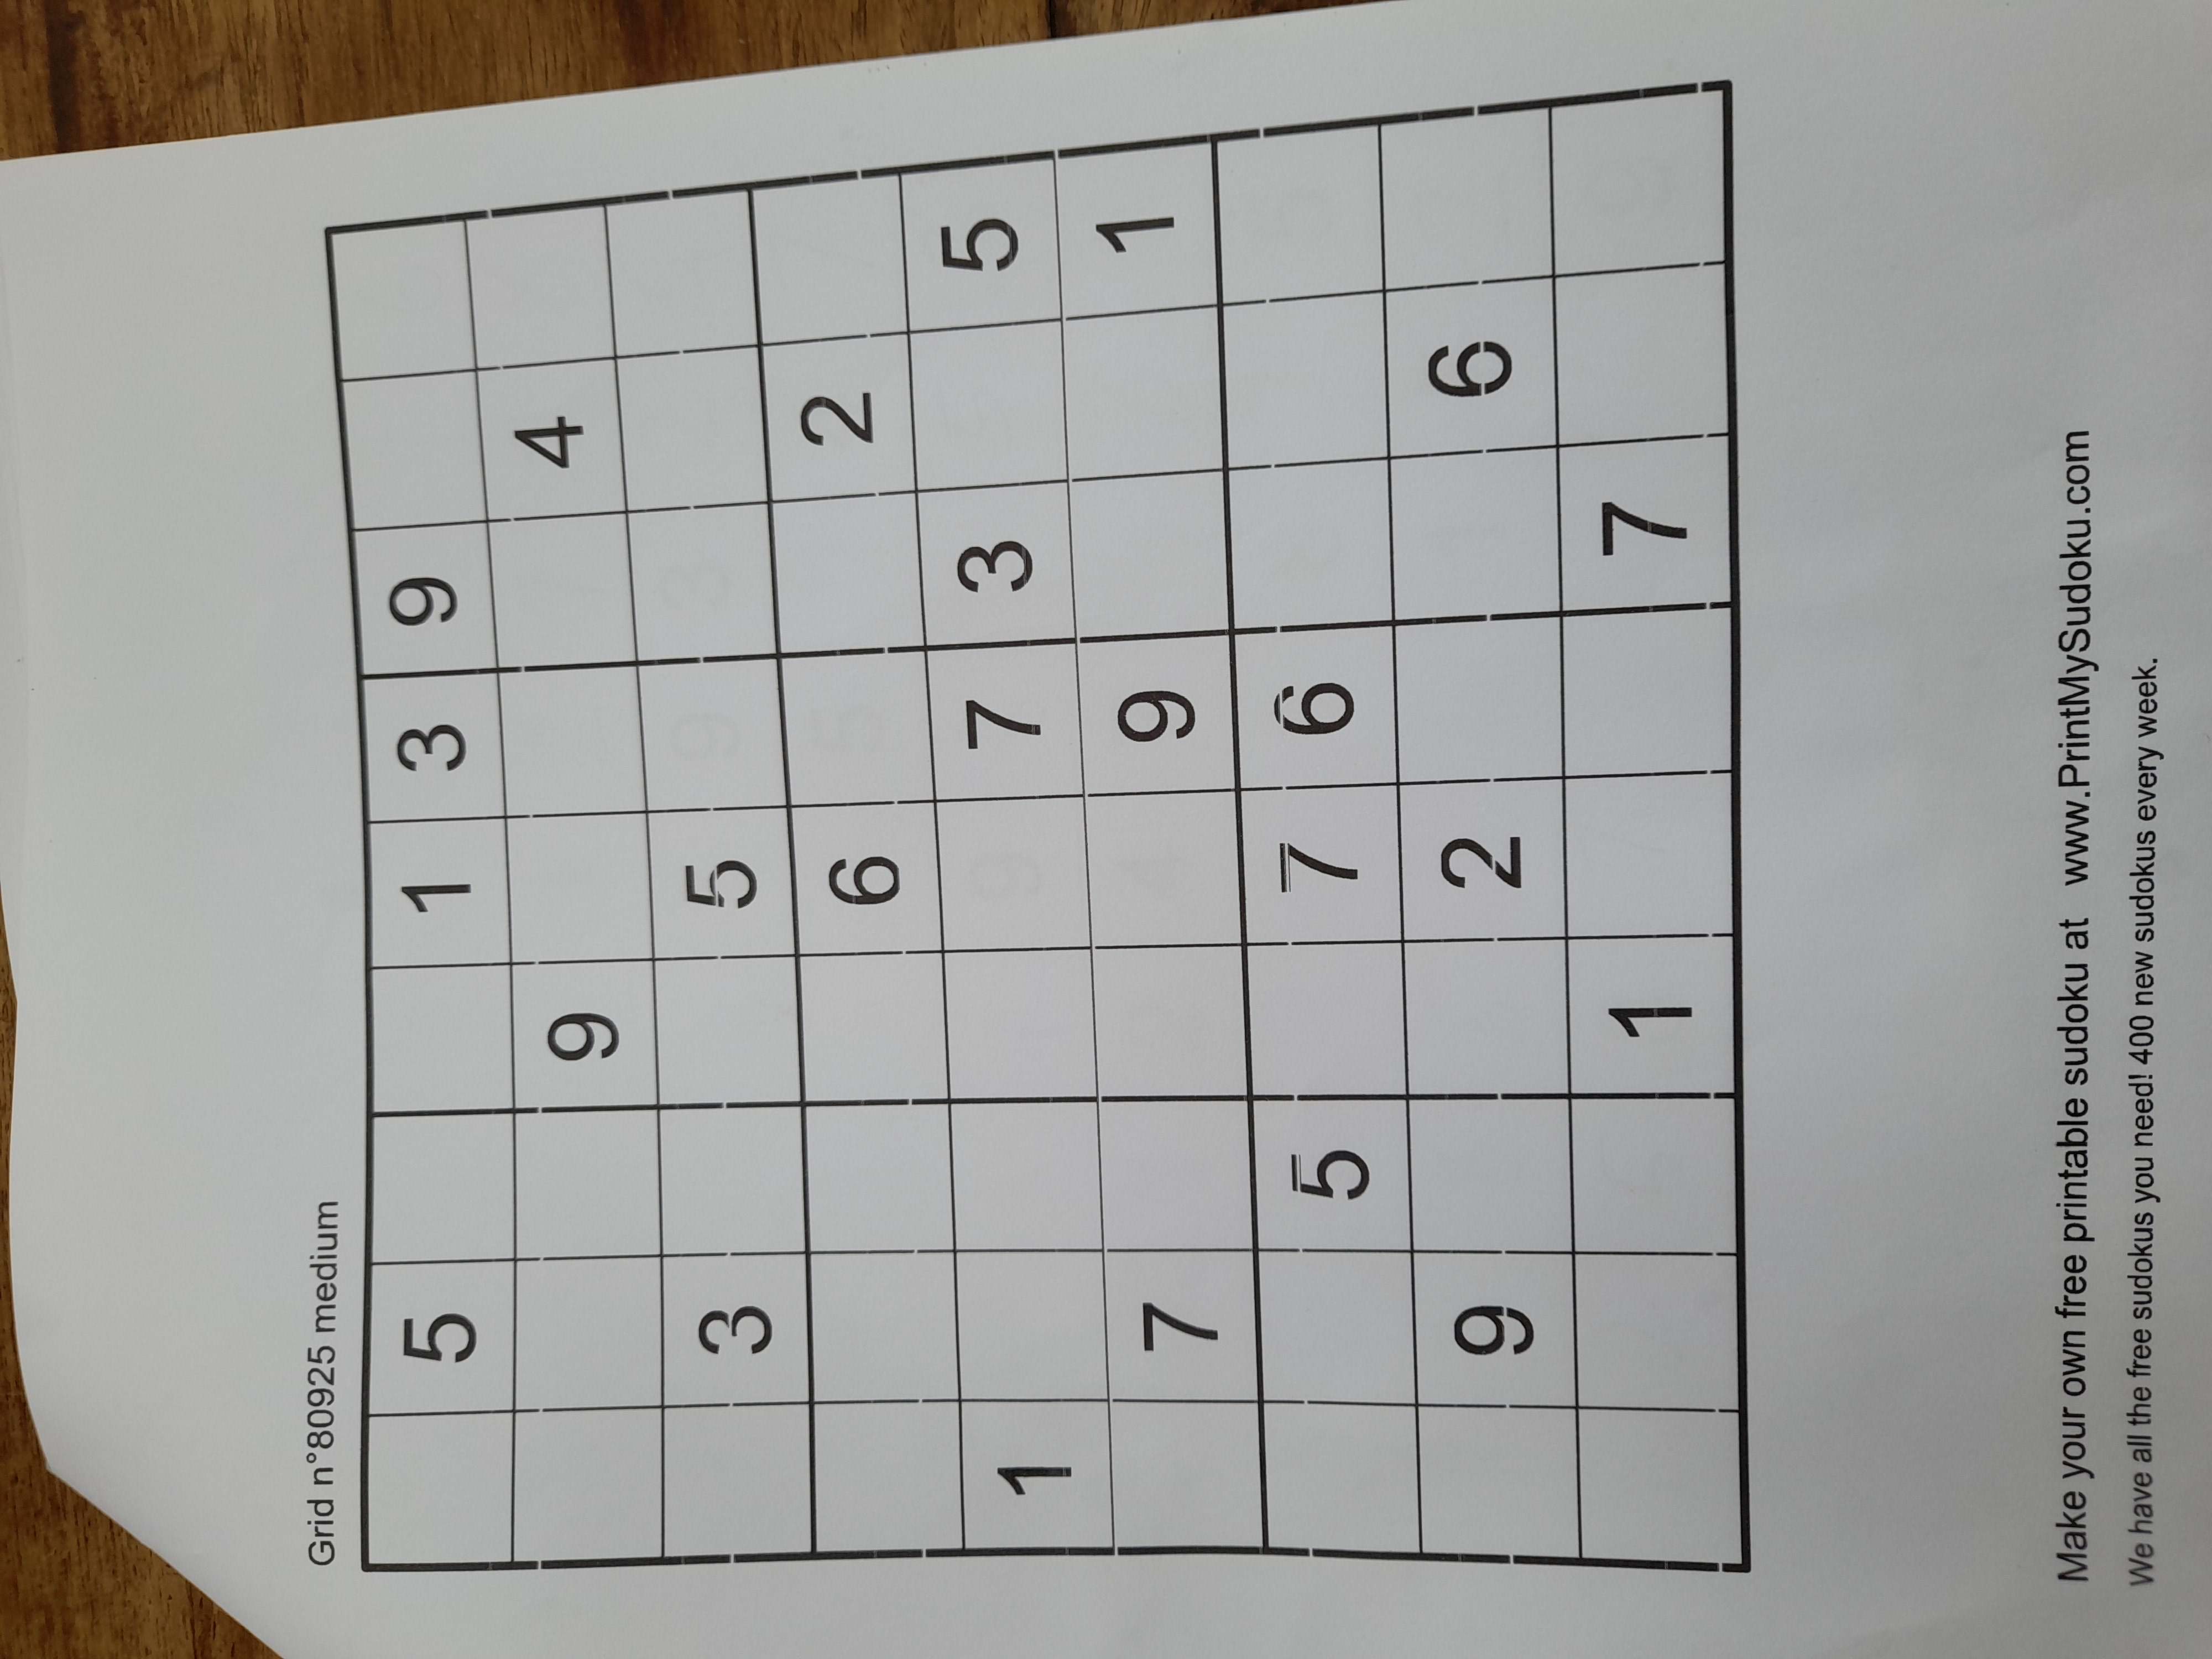 Grid n°80925 medium
5 1 3 9
9 4
3 5
6 2
1 7 3 5
7 9 1
5 7 6
9 2 6
1 7
Make your own free printable sudoku at www.PrintMySudoku.com
We have all the free sudokus you need! 400 new sudokus every week.